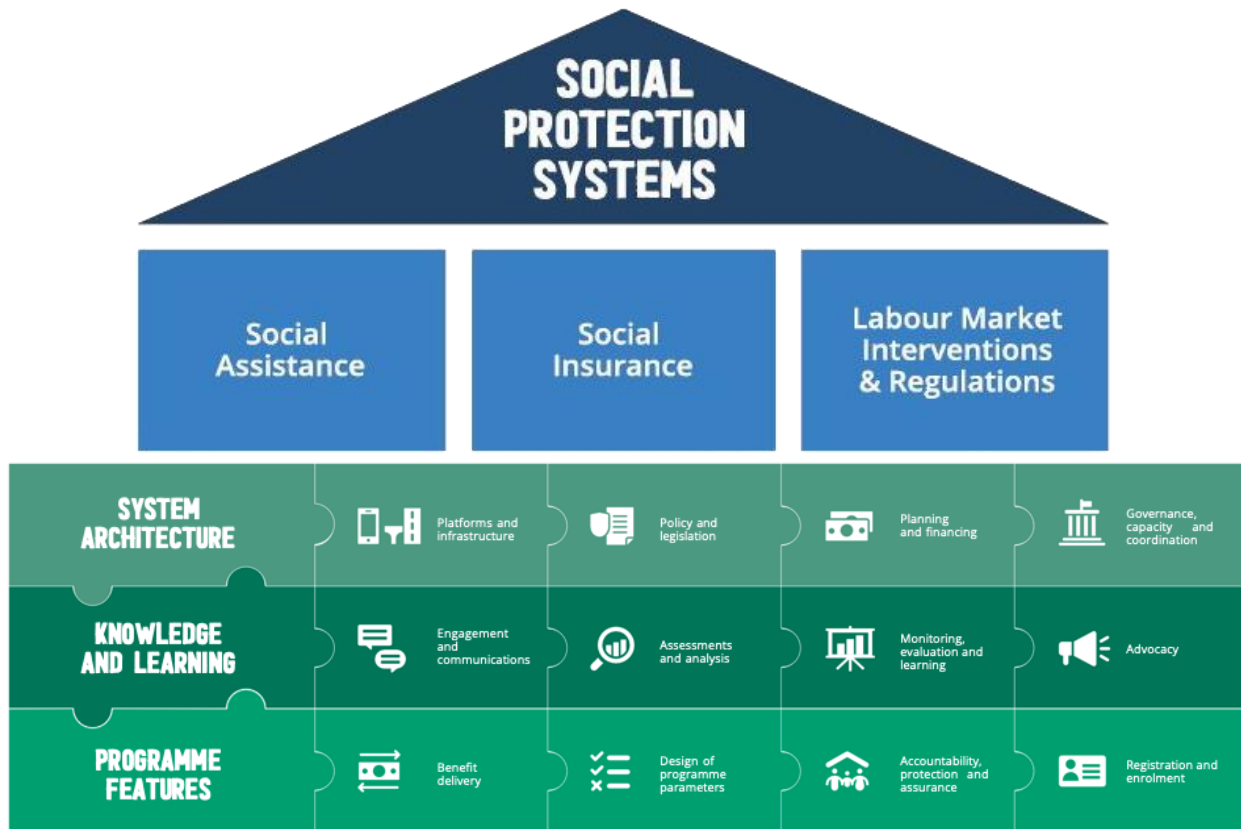 SOCIAL
PROTECTION
SYSTEMS
Social
Assistance
Social
Insurance
Labour Market
Interventions
& Regulations
SYSTEM
ARCHITECTURE
Platforms and
infrastructure
Policy and
legislation
Planning
and financing
Governance,
capacity and
coordination
KNOWLEDGE
AND LEARNING
Engagement
and
communications
Assessments
and analysis
Monitoring,
evaluation and
learning
Advocacy
PROGRAMME
FEATURES
Benefit
delivery
Design of
programme
parameters
Accountability,
protection and
assurance
Registration and
enrolment